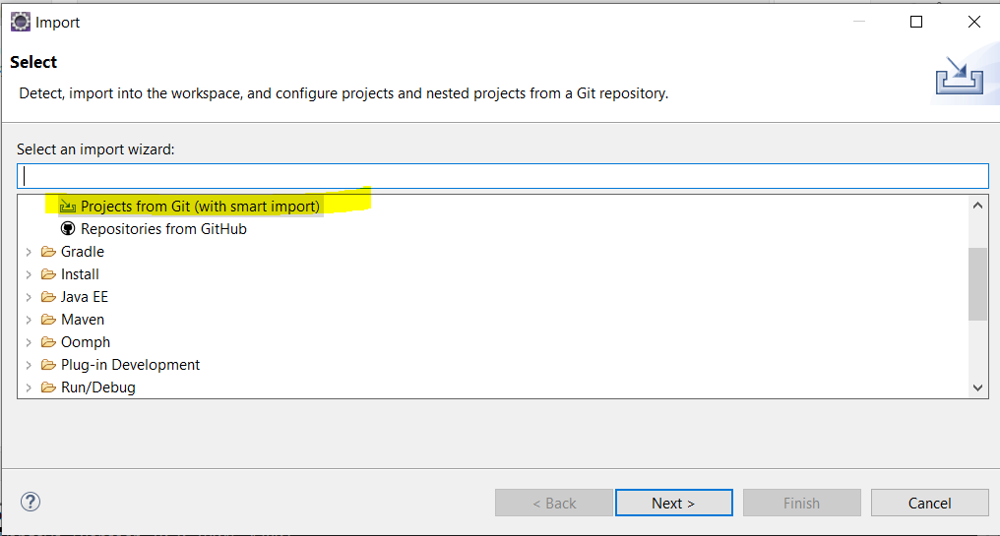 Import
Select
Detect, import into the workspace, and configure projects and nested projects from a Git repository.
Select an import wizard:
Projects from Git (with smart import)
Repositories from GitHub
Gradle
Install
Java EE
Maven
Oomph
Plug-in Development
Run/Debug
? < Back Next > Finish Cancel